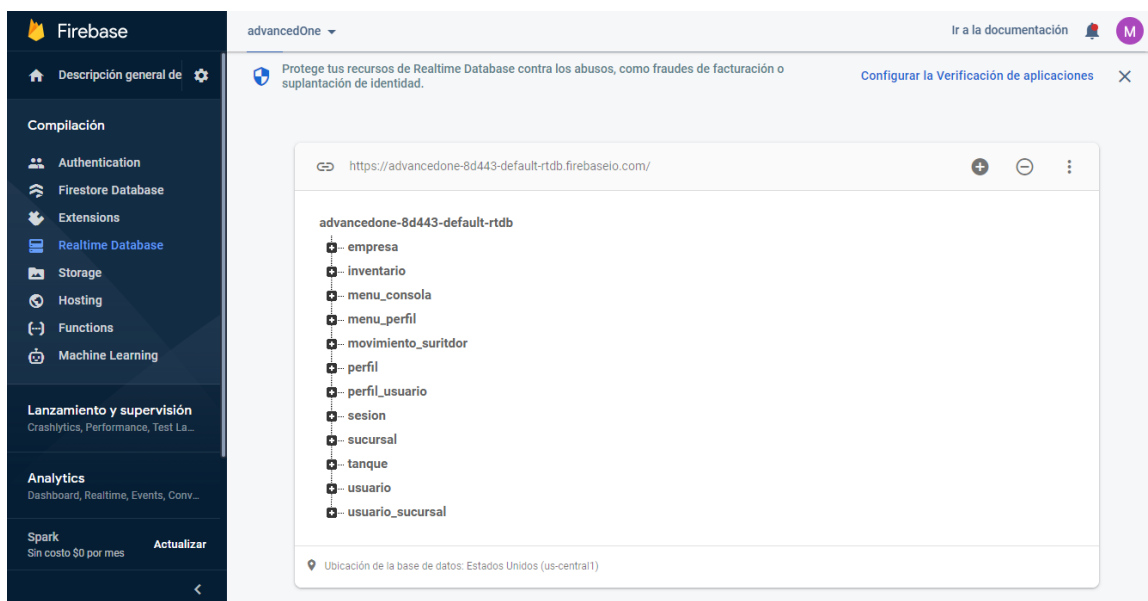 Firebase
Descripción general de
Compilación
Authentication
Firestore Database
Extensions
Realtime Database
Storage
Hosting
Functions
Machine Learning
Lanzamiento y supervisión
Crashlytics, Performance, Test La...
Analytics
Dashboard, Realtime, Events, Conv...
Spark
Sin costo $0 por mes
Actualizar
advancedOne
Ir a la documentación
M
Protege tus recursos de Realtime Database contra los abusos, como fraudes de facturación o
suplantación de identidad.
Configurar la Verificación de aplicaciones
https://advancedone-8d443-default-rtdb.firebaseio.com/
advancedone-8d443-default-rtdb
empresa
inventario
menu_consola
menu_perfil
movimiento_suritdor
perfil
perfil_usuario
sesion
sucursal
tanque
usuario
usuario_sucursal
Ubicación de la base de datos: Estados Unidos (us-central1)